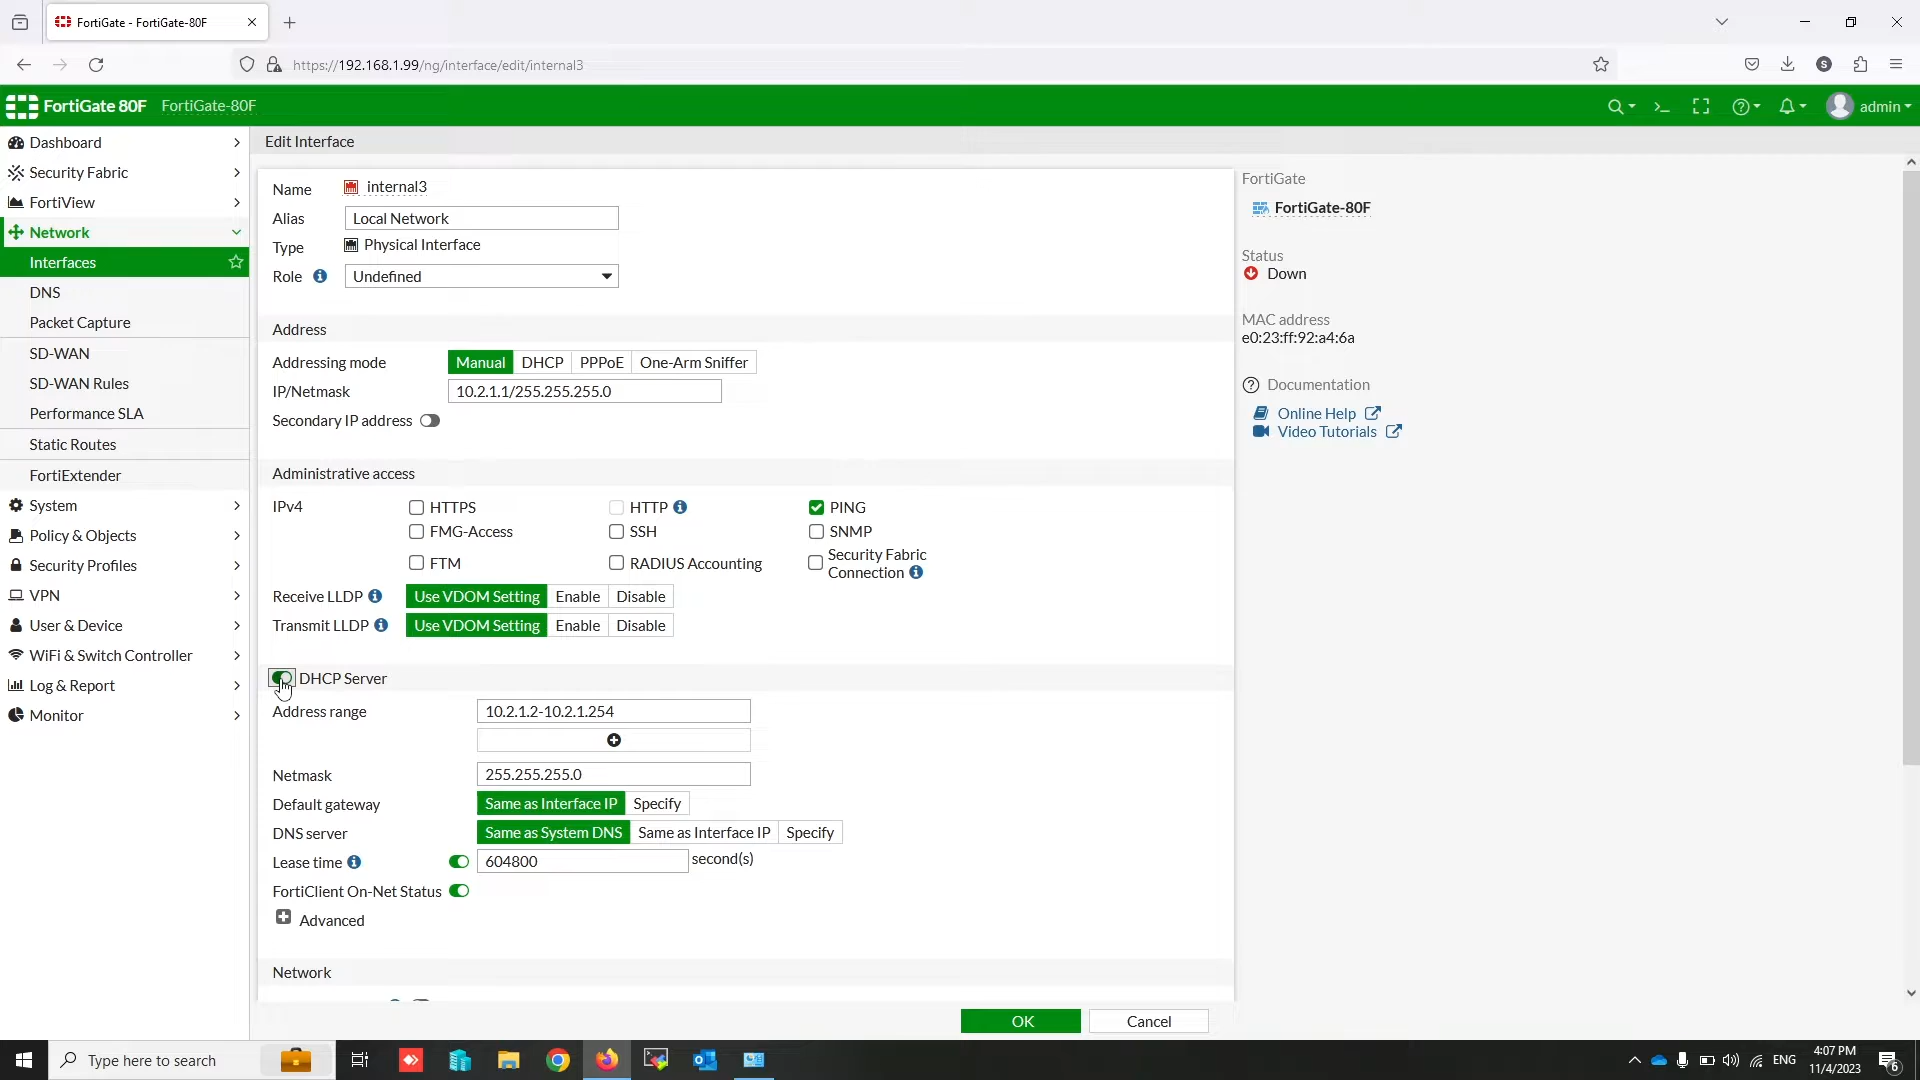 FortiGate - FortiGate-80F
https://192.168.1.99/ng/interface/edit/internal3
S
FortiGate 80F FortiGate-80F
admin
Dashboard
Security Fabric
FortiView
Network
Interfaces
DNS
Packet Capture
SD-WAN
SD-WAN Rules
Performance SLA
Static Routes
FortiExtender
System
Policy & Objects
Security Profiles
VPN
User & Device
WiFi & Switch Controller
Log & Report
Monitor
Edit Interface
Name internal3
Alias Local Network
Type Physical Interface
Role Undefined
Address
Addressing mode Manual DHCP PPPoE One-Arm Sniffer
IP/Netmask 10.2.1.1/255.255.255.0
Secondary IP address
Administrative access
IPv4 HTTPS HTTP PING
FMG-Access SSH SNMP
FTM RADIUS Accounting Security Fabric
Connection
Receive LLDP Use VDOM Setting Enable Disable
Transmit LLDP Use VDOM Setting Enable Disable
DHCP Server
Address range 10.2.1.2-10.2.1.254
Netmask 255.255.255.0
Default gateway Same as Interface IP Specify
DNS server Same as System DNS Same as Interface IP Specify
Lease time 604800 second(s)
FortiClient On-Net Status
Advanced
Network
OK Cancel
FortiGate
FortiGate-80F
Status
Down
MAC address
e0:23:ff:92:a4:6a
Documentation
Online Help
Video Tutorials
Type here to search
ENG
4:07 PM
11/4/2023
6